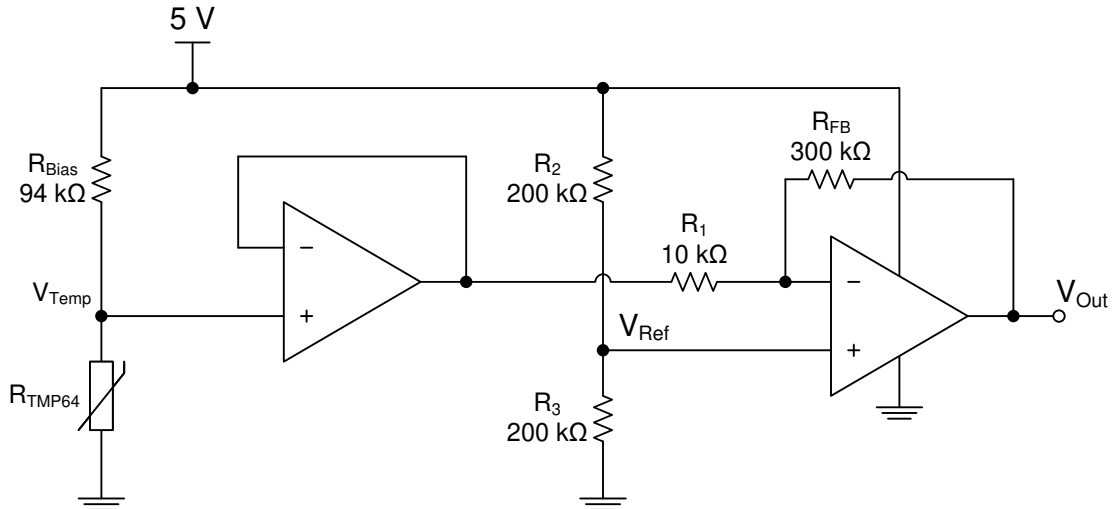 5 V
R_Bias
94 kΩ
R_2
200 kΩ
R_FB
300 kΩ
R_1
10 kΩ
V_Temp
V_Ref
V_Out
R_TMP64
R_3
200 kΩ